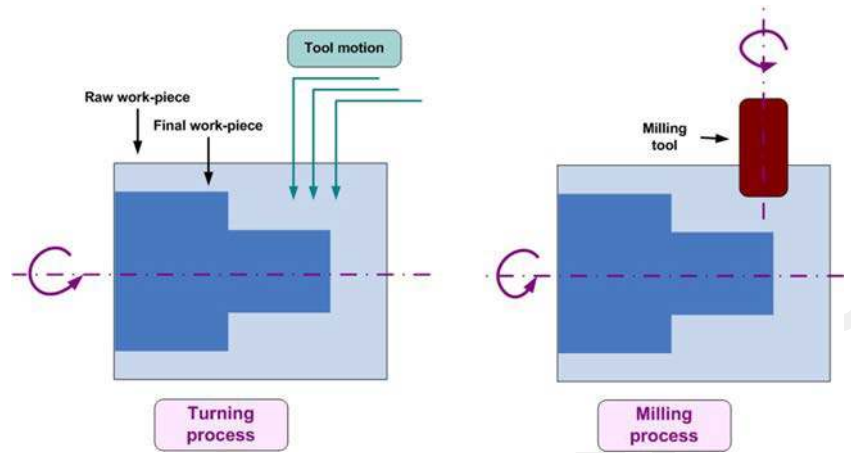 Tool motion
Raw work-piece
Final work-piece
Turning
process
Milling
tool
Milling
process